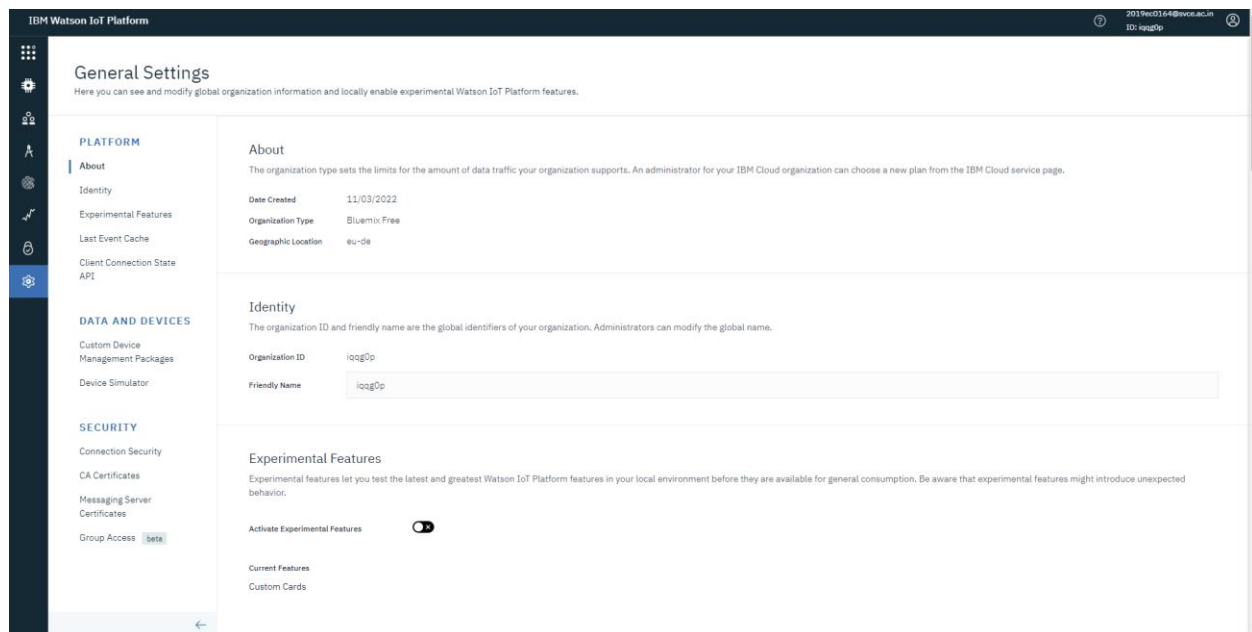 IBM Watson IoT Platform
2019ec0164@svce.ac.in
ID: iqqg0p
General Settings
Here you can see and modify global organization information and locally enable experimental Watson IoT Platform features.
PLATFORM
About
Identity
Experimental Features
Last Event Cache
Client Connection State
API
DATA AND DEVICES
Custom Device
Management Packages
Device Simulator
SECURITY
Connection Security
CA Certificates
Messaging Server
Certificates
Group Access beta
About
The organization type sets the limits for the amount of data traffic your organization supports. An administrator for your IBM Cloud organization can choose a new plan from the IBM Cloud service page.
Date Created 11/03/2022
Organization Type Bluemix Free
Geographic Location eu-de
Identity
The organization ID and friendly name are the global identifiers of your organization. Administrators can modify the global name.
Organization ID iqqg0p
Friendly Name iqqg0p
Experimental Features
Experimental features let you test the latest and greatest Watson IoT Platform features in your local environment before they are available for general consumption. Be aware that experimental features might introduce unexpected
behavior.
Activate Experimental Features
Current Features
Custom Cards